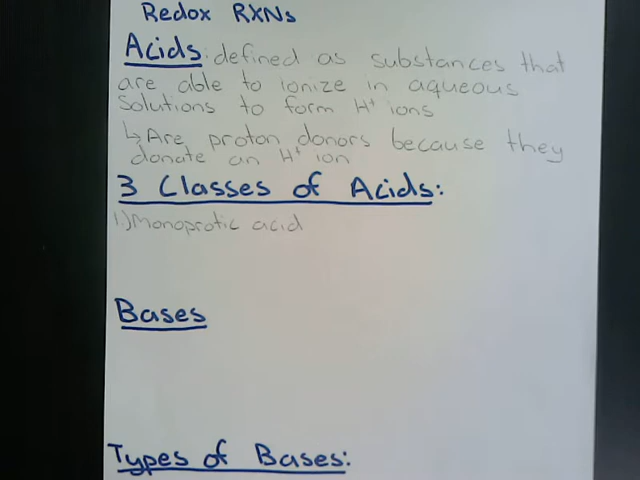 Redox RXNs
Acids: defined as substances that
are able to ionize in aqueous
solutions to form H⁺ ions
↳ Are proton donors because they
donate an H⁺ ion
3 Classes of Acids:
1.) Monoprotic acid
Bases
Types of Bases: